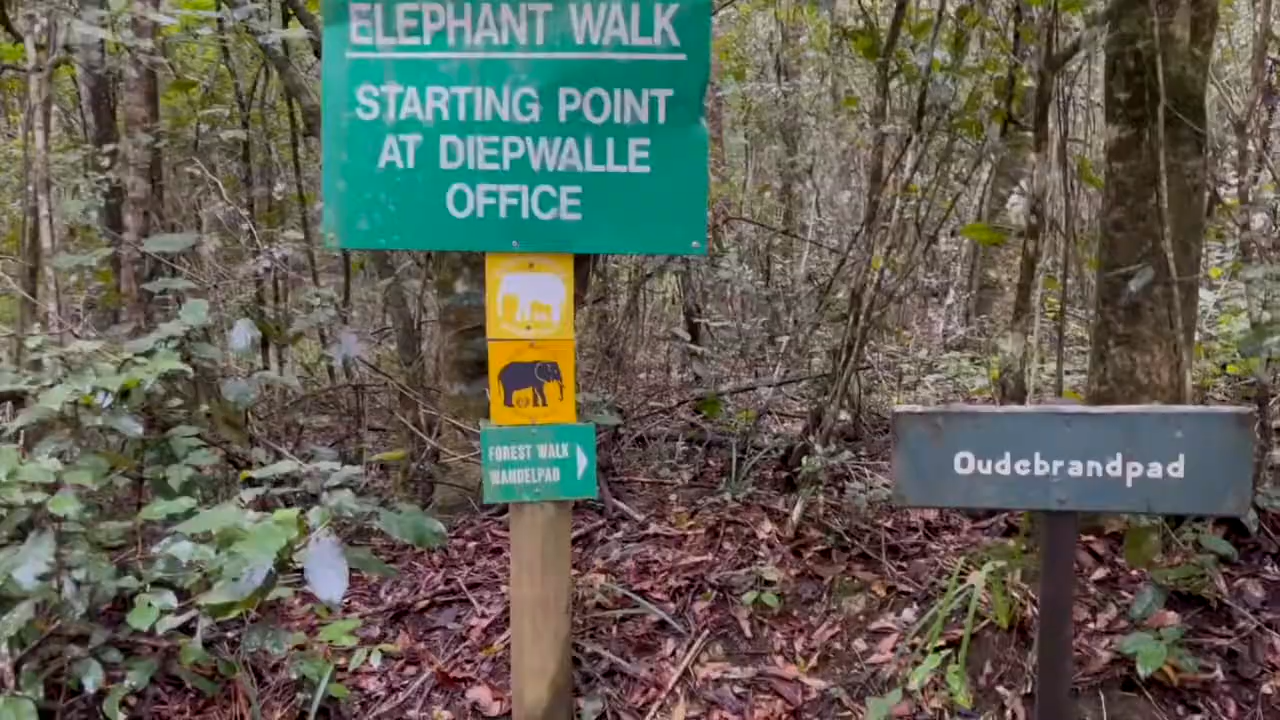 ELEPHANT WALK
STARTING POINT
AT DIEPWALLE
OFFICE
FOREST WALK
WANDELPAD
Oudebrandpad